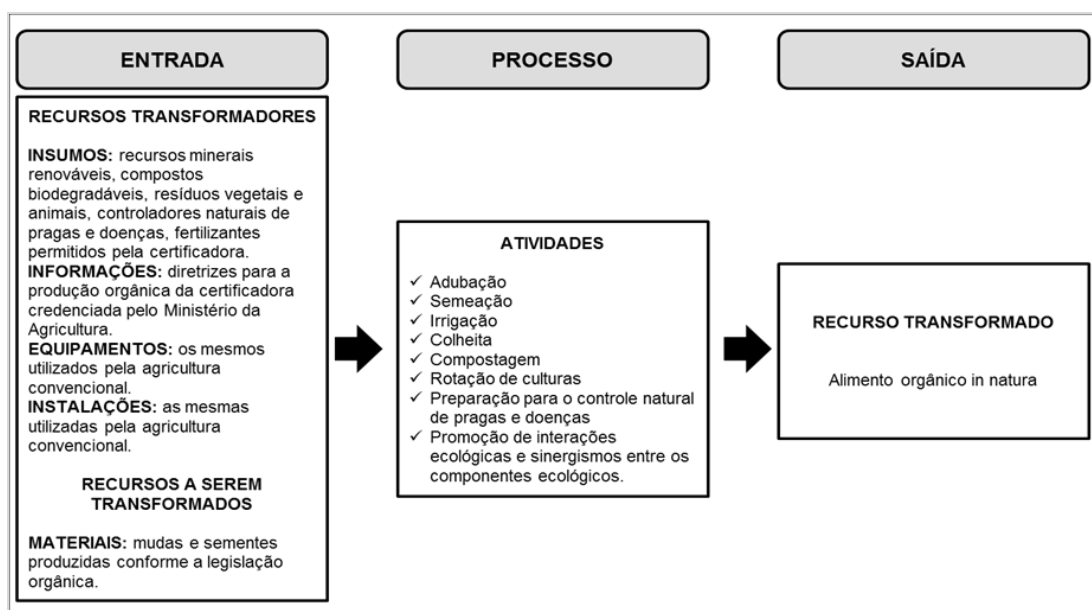 ENTRADA
RECURSOS TRANSFORMADORES
INSUMOS: recursos minerais
renováveis, compostos
biodegradáveis, resíduos vegetais e
animais, controladores naturais de
pragas e doenças, fertilizantes
permitidos pela certificadora.
INFORMAÇÕES: diretrizes para a
produção orgânica da certificadora
credenciada pelo Ministério da
Agricultura.
EQUIPAMENTOS: os mesmos
utilizados pela agricultura
convencional.
INSTALAÇÕES: as mesmas
utilizadas pela agricultura
convencional.
RECURSOS A SEREM
TRANSFORMADOS
MATERIAIS: mudas e sementes
produzidas conforme a legislação
orgânica.
PROCESSO
ATIVIDADES
✓ Adubação
✓ Semeação
✓ Irrigação
✓ Colheita
✓ Compostagem
✓ Rotação de culturas
✓ Preparação para o controle natural
de pragas e doenças
✓ Promoção de interações
ecológicas e sinergismos entre os
componentes ecológicos.
SAÍDA
RECURSO TRANSFORMADO
Alimento orgânico in natura